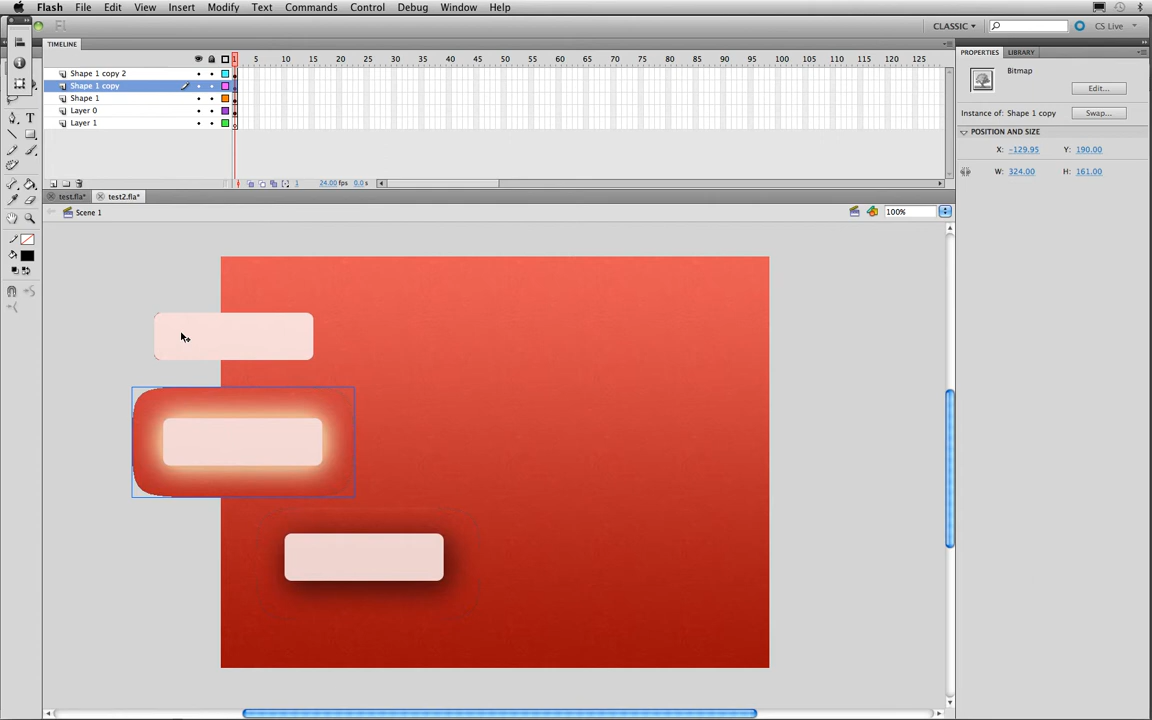 Flash File Edit View Insert Modify Text Commands Control Debug Window Help
Fl CLASSIC CS Live
TIMELINE PROPERTIES LIBRARY
1 5 10 15 20 25 30 35 40 45 50 55 60 65 70 75 80 85 90 95 100 105 110 115 120 125
Shape 1 copy 2
Shape 1 copy
Shape 1
Layer 0
Layer 1
1 24.00 fps 0.0 s
Bitmap
Edit...
Instance of: Shape 1 copy Swap...
POSITION AND SIZE
X: -129.95 Y: 190.00
W: 324.00 H: 161.00
test.fla* test2.fla*
Scene 1 100%
T